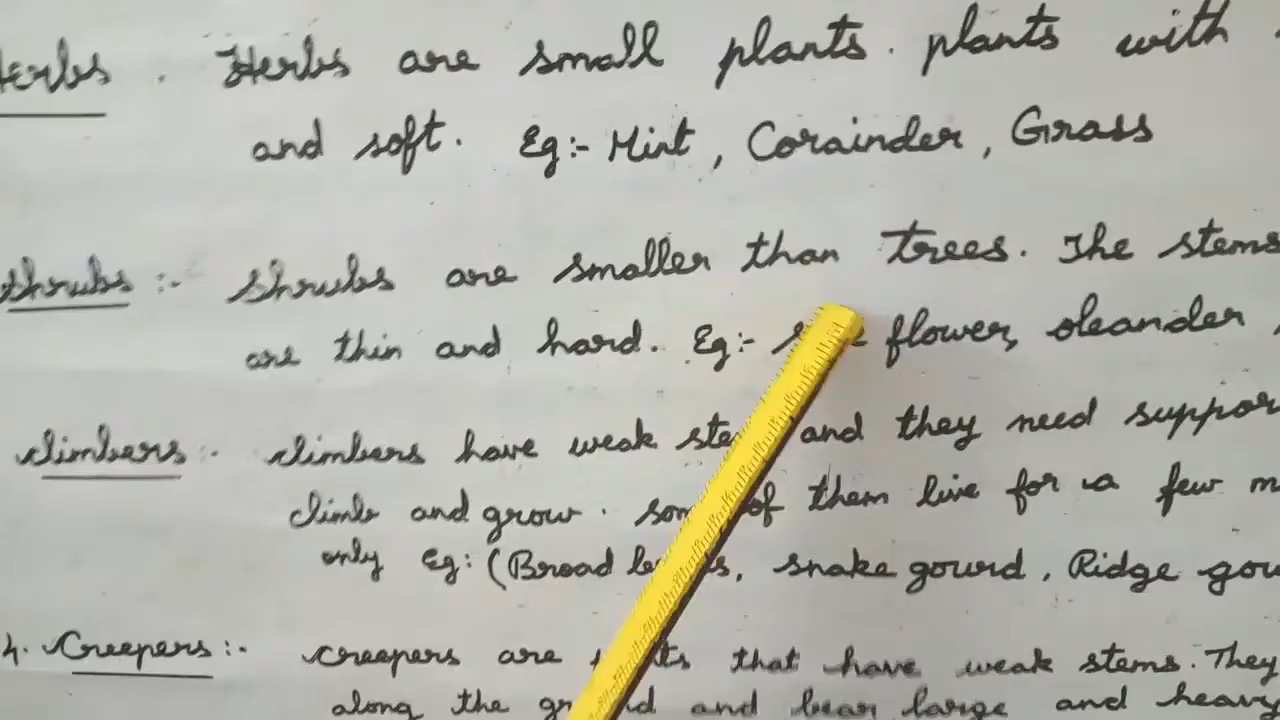 Herbs . Herbs are small plants. plants with
and soft. Eg:- Mint, Corainder, Grass
Shrubs :- Shrubs are smaller than trees. The stems
are thin and hard. Eg:- flower, oleander
climbers :- climbers have weak and they need
climb and grow. of them live for a few
only Eg: (Broad snake gourd, Ridge
4. Creepers:- creepers are that have weak stems. They
along the and bear large and heavy